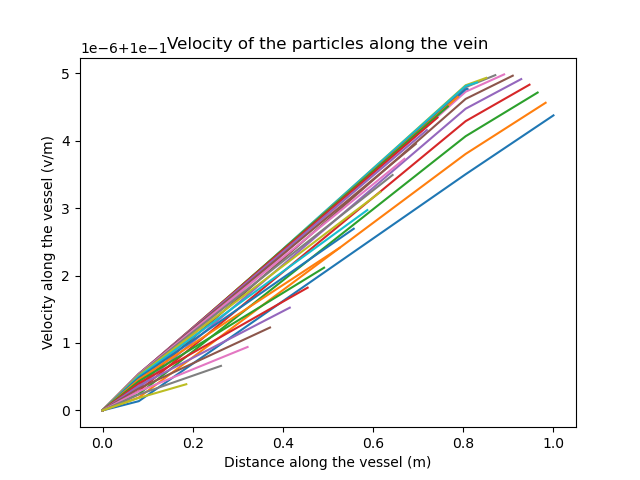 Velocity of the particles along the vein
1e−6+1e−1
5
4
3
2
1
0
Velocity along the vessel (v/m)
0.0 0.2 0.4 0.6 0.8 1.0
Distance along the vessel (m)